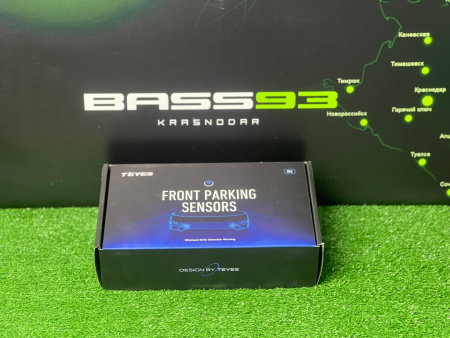 Каневская
Тимашевск
Темрюк
Краснодар
BASS93
Новороссийск
Горячий ключ
KRASNODAR
Туапсе
TEYES
FRONT PARKING
SENSORS
DESIGN BY TEYES